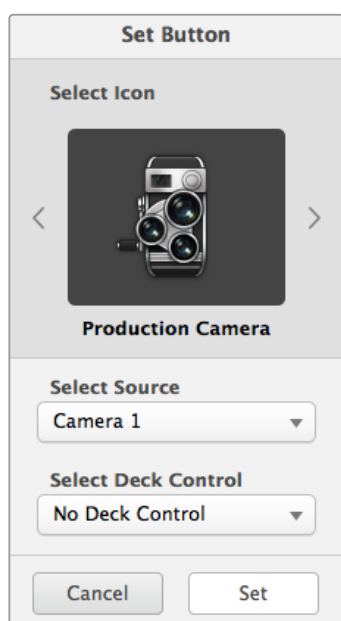 Set Button
Select Icon
Production Camera
Select Source
Camera 1
Select Deck Control
No Deck Control
Cancel
Set